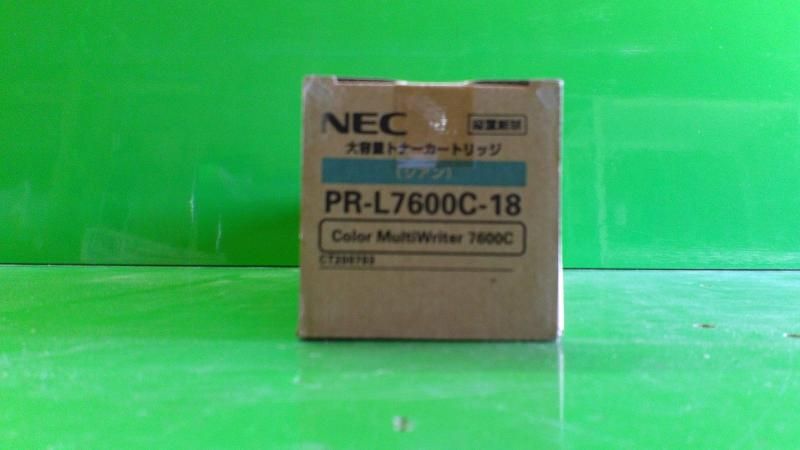 NEC
大容量トナーカートリッジ
(シアン)
PR-L7600C-18
Color MultiWriter 7600C